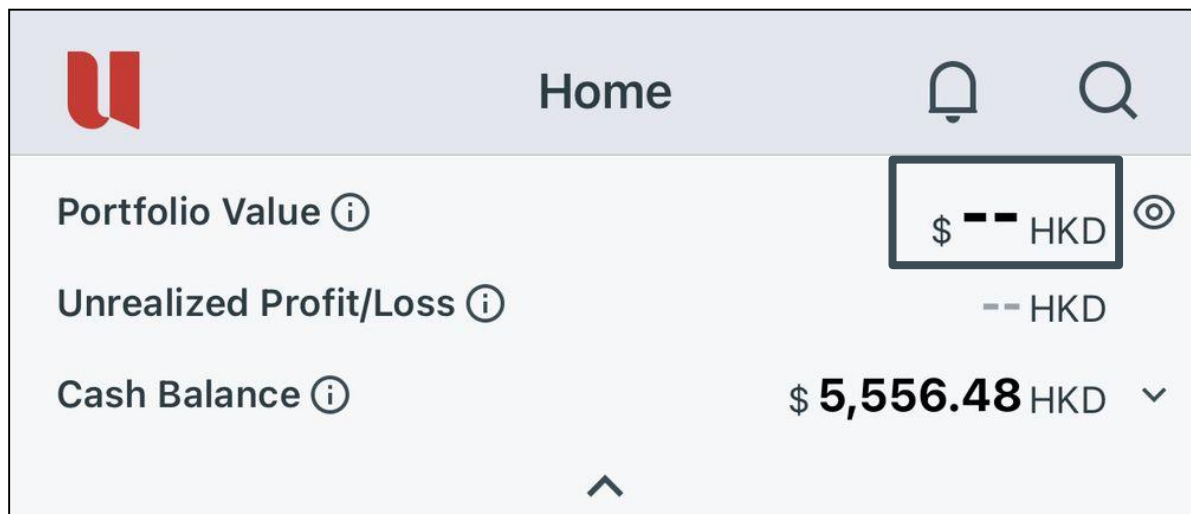 Home
Portfolio Value
$ -- HKD
Unrealized Profit/Loss
-- HKD
Cash Balance
$ 5,556.48 HKD